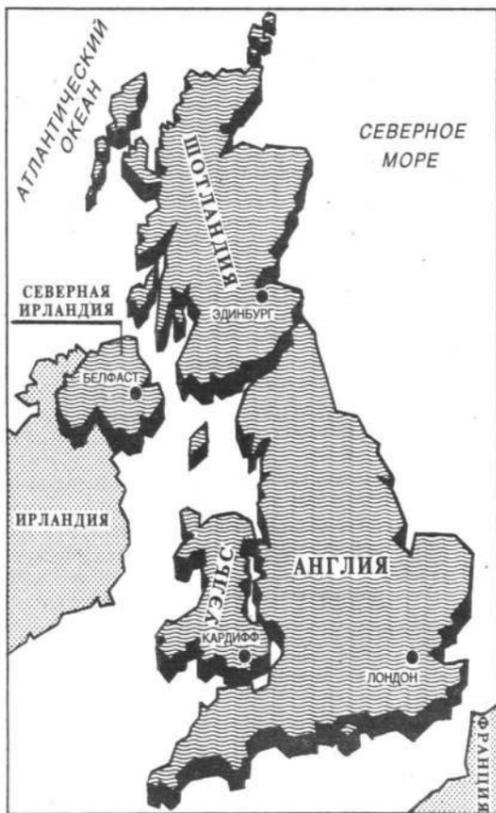 АТЛАНТИЧЕСКИЙ
ОКЕАН
СЕВЕРНОЕ
МОРЕ
ШОТЛАНДИЯ
ЭДИНБУРГ
СЕВЕРНАЯ
ИРЛАНДИЯ
БЕЛФАСТ
ИРЛАНДИЯ
УЭЛЬС
АНГЛИЯ
КАРДИФФ
ЛОНДОН
ФРАНЦИЯ